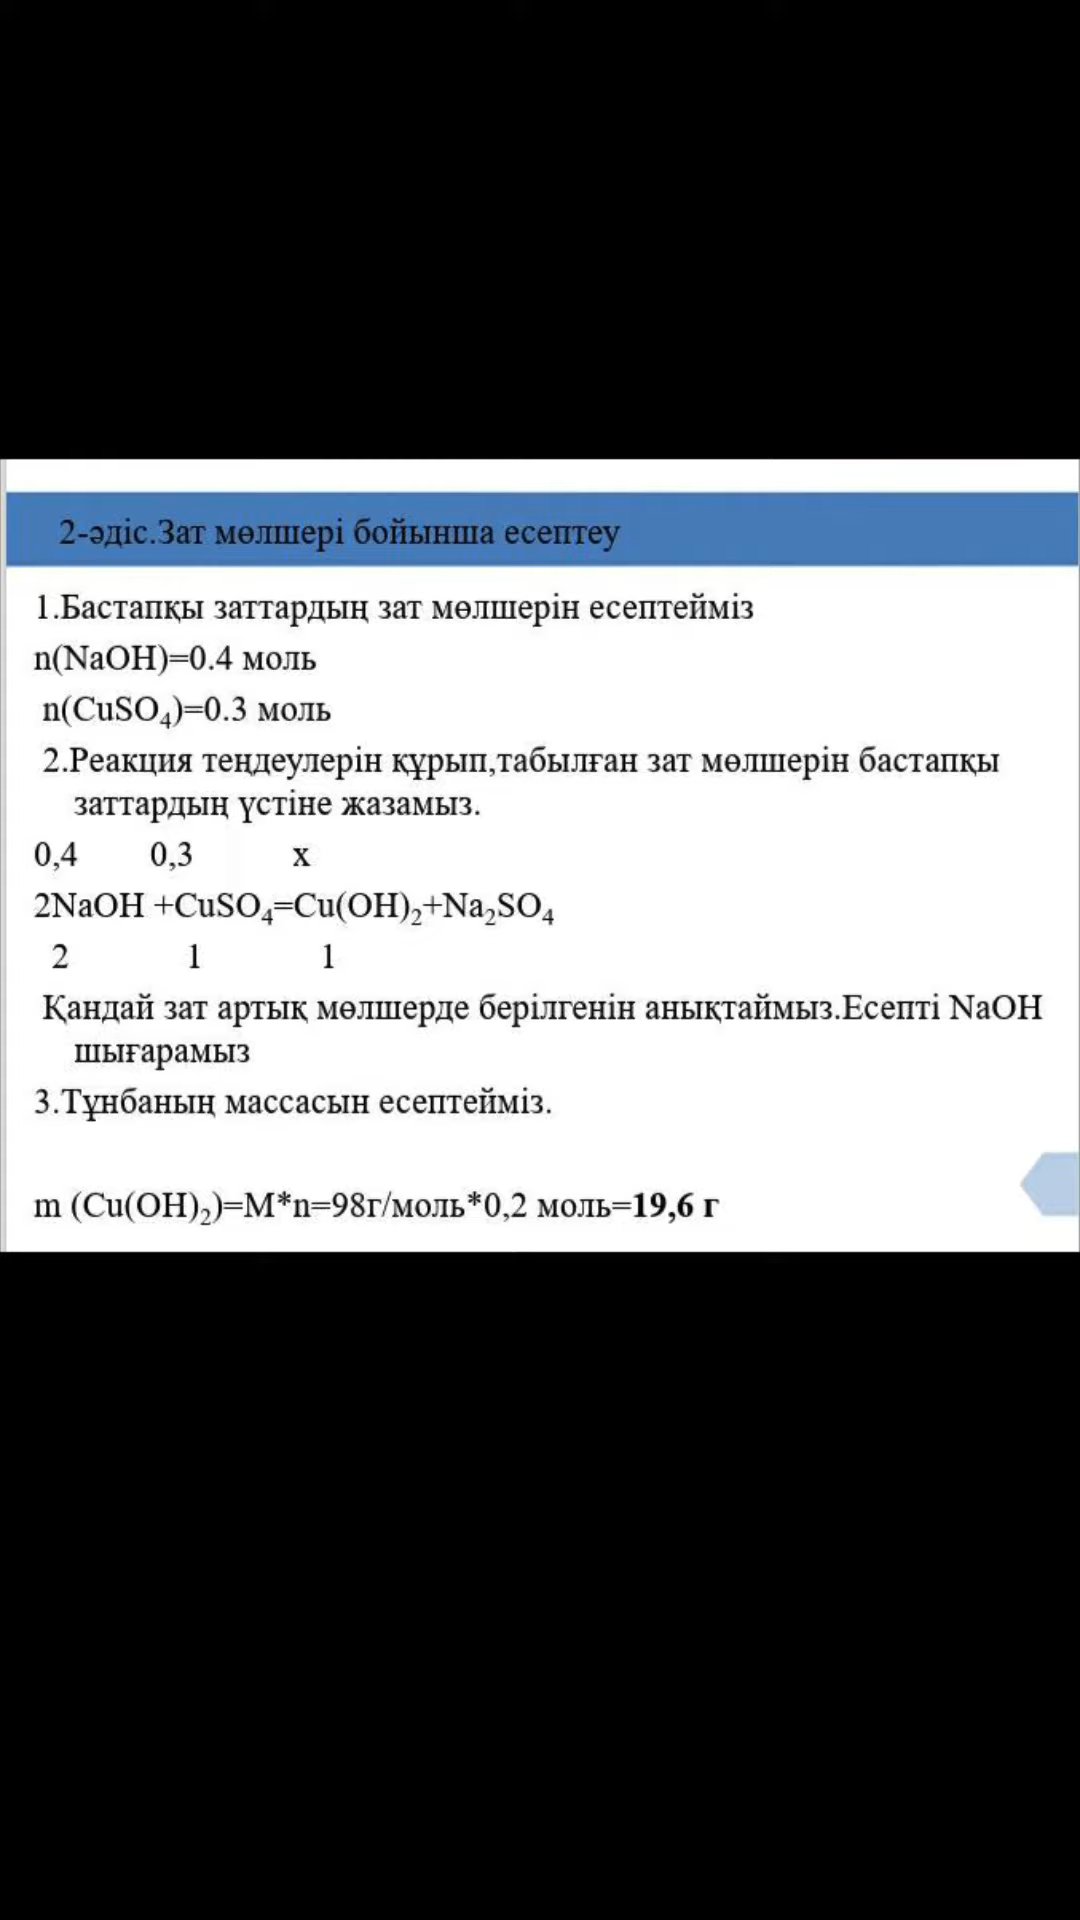 2-әдіс.Зат мөлшері бойынша есептеу
1.Бастапқы заттардың зат мөлшерін есептейміз
n(NaOH)=0.4 моль
n(CuSO₄)=0.3 моль
2.Реакция теңдеулерін құрып,табылған зат мөлшерін бастапқы
заттардың үстіне жазамыз.
0,4 0,3 x
2NaOH +CuSO₄=Cu(OH)₂+Na₂SO₄
2 1 1
Қандай зат артық мөлшерде берілгенін анықтаймыз.Есепті NaOH
шығарамыз
3.Тұнбаның массасын есептейміз.
m (Cu(OH)₂)=M*n=98г/моль*0,2 моль=19,6 г